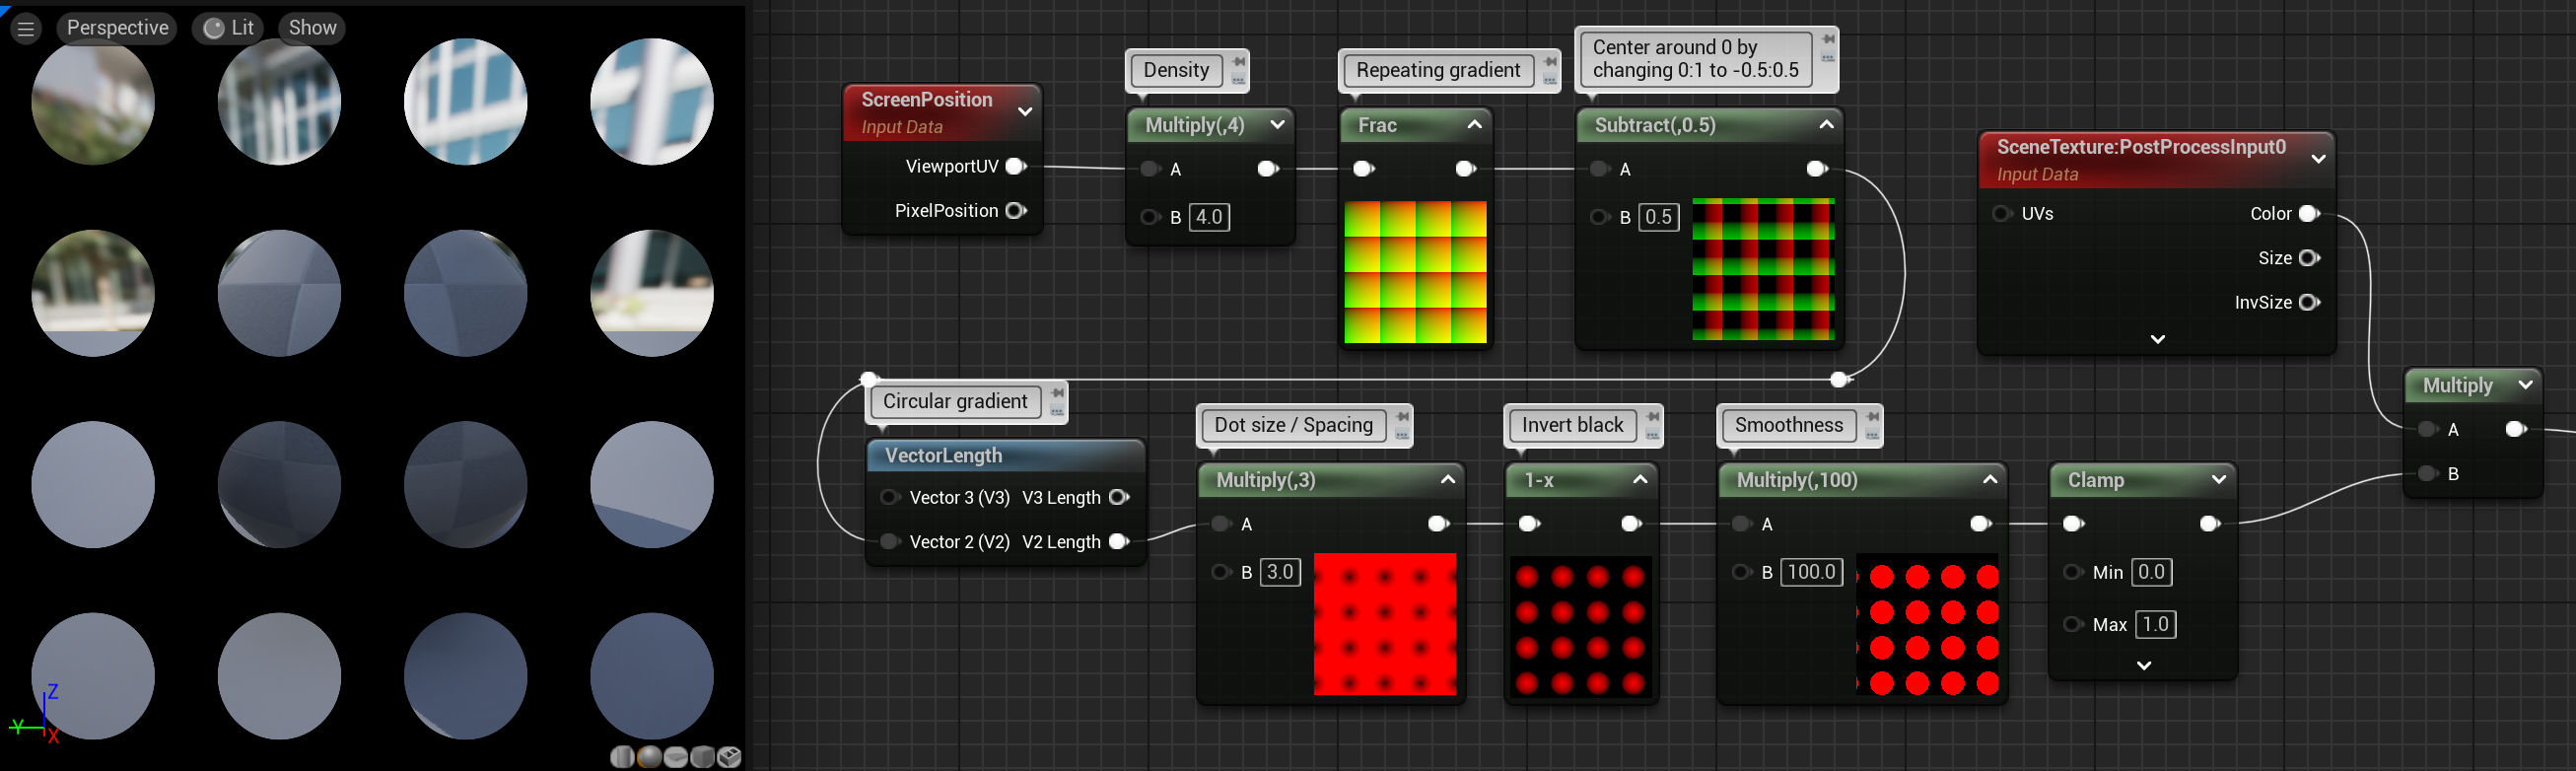 Perspective
Lit
Show
Density
Repeating gradient
Center around 0 by
changing 0:1 to -0.5:0.5
ScreenPosition
Input Data
ViewportUV
PixelPosition
Multiply(,4)
A
B 4.0
Frac
Subtract(,0.5)
A
B 0.5
SceneTexture:PostProcessInput0
Input Data
UVs
Color
Size
InvSize
Circular gradient
VectorLength
Vector 3 (V3) V3 Length
Vector 2 (V2) V2 Length
Dot size / Spacing
Multiply(,3)
A
B 3.0
Invert black
1-x
Smoothness
Multiply(,100)
A
B 100.0
Clamp
Min 0.0
Max 1.0
Multiply
A
B
Z
Y
X